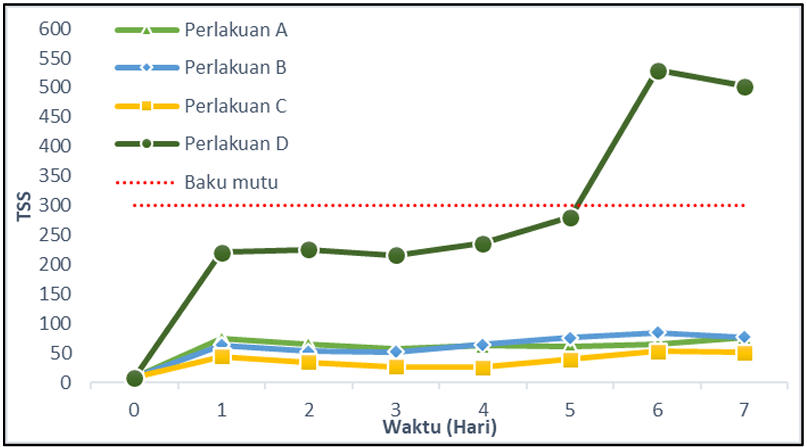 600
550
500
450
400
350
300
250
200
150
100
50
0
TSS
Perlakuan A
Perlakuan B
Perlakuan C
Perlakuan D
Baku mutu
0 1 2 3 4 5 6 7
Waktu (Hari)